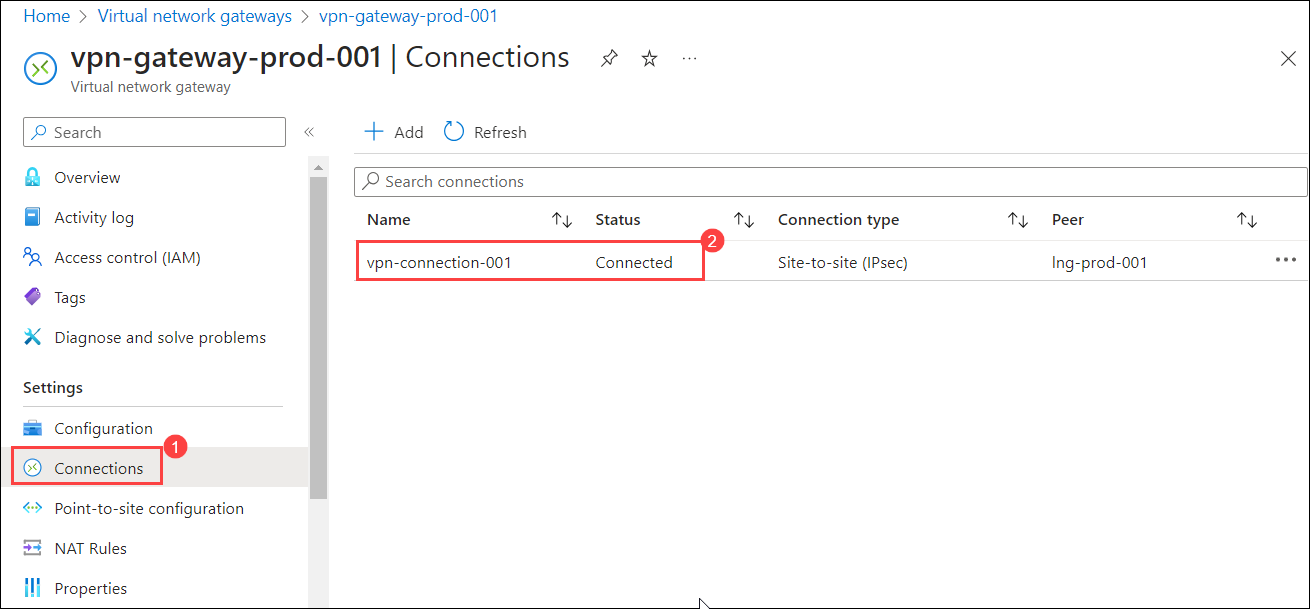 Home > Virtual network gateways > vpn-gateway-prod-001
vpn-gateway-prod-001 | Connections ...
Virtual network gateway
Search «
Add Refresh
Overview
Activity log
Access control (IAM)
Tags
Diagnose and solve problems
Settings
Configuration
Connections 1
Point-to-site configuration
NAT Rules
Properties
Search connections
Name Status Connection type Peer
2
vpn-connection-001 Connected Site-to-site (IPsec) lng-prod-001 ...